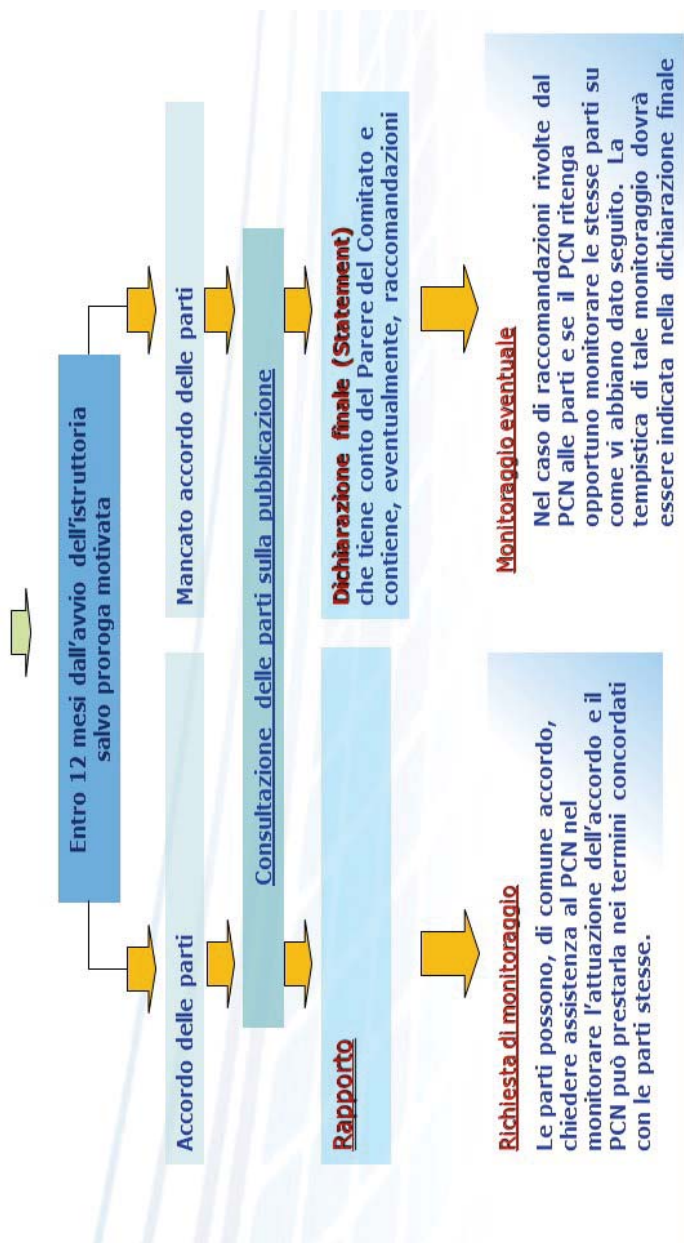 Entro 12 mesi dall'avvio dell'istruttoria
salvo proroga motivata
Accordo delle parti
Mancato accordo delle parti
Consultazione delle parti sulla pubblicazione
Rapporto
Dichiarazione finale (Statement)
che tiene conto del Parere del Comitato e
contiene, eventualmente, raccomandazioni
Richiesta di monitoraggio
Le parti possono, di comune accordo,
chiedere assistenza al PCN nel
monitorare l'attuazione dell'accordo e il
PCN può prestarla nei termini concordati
con le parti stesse.
Monitoraggio eventuale
Nel caso di raccomandazioni rivolte dal
PCN alle parti e se il PCN ritenga
opportuno monitorare le stesse parti su
come vi abbiano dato seguito. La
tempistica di tale monitoraggio dovrà
essere indicata nella dichiarazione finale